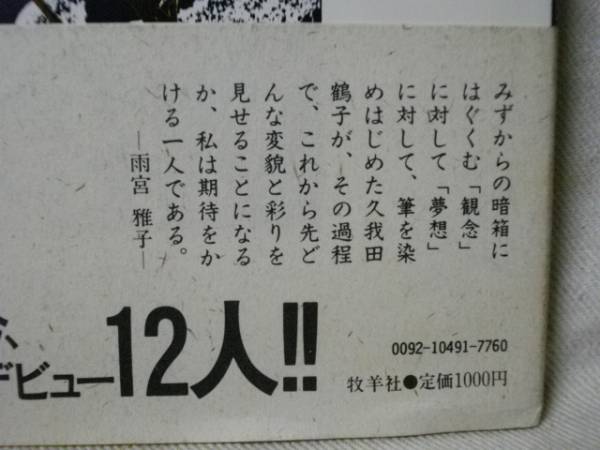 みずからの暗箱に
はぐくむ「観念」
に対して「夢想」
に対して、筆を染
めはじめた久我田
鶴子が、その過程
で、これから先ど
んな変貌と彩りを
見せることになる
か、私は期待をか
ける一人である。
―雨宮 雅子―
デビュー12人!!
0092-10491-7760
牧羊社●定価1000円